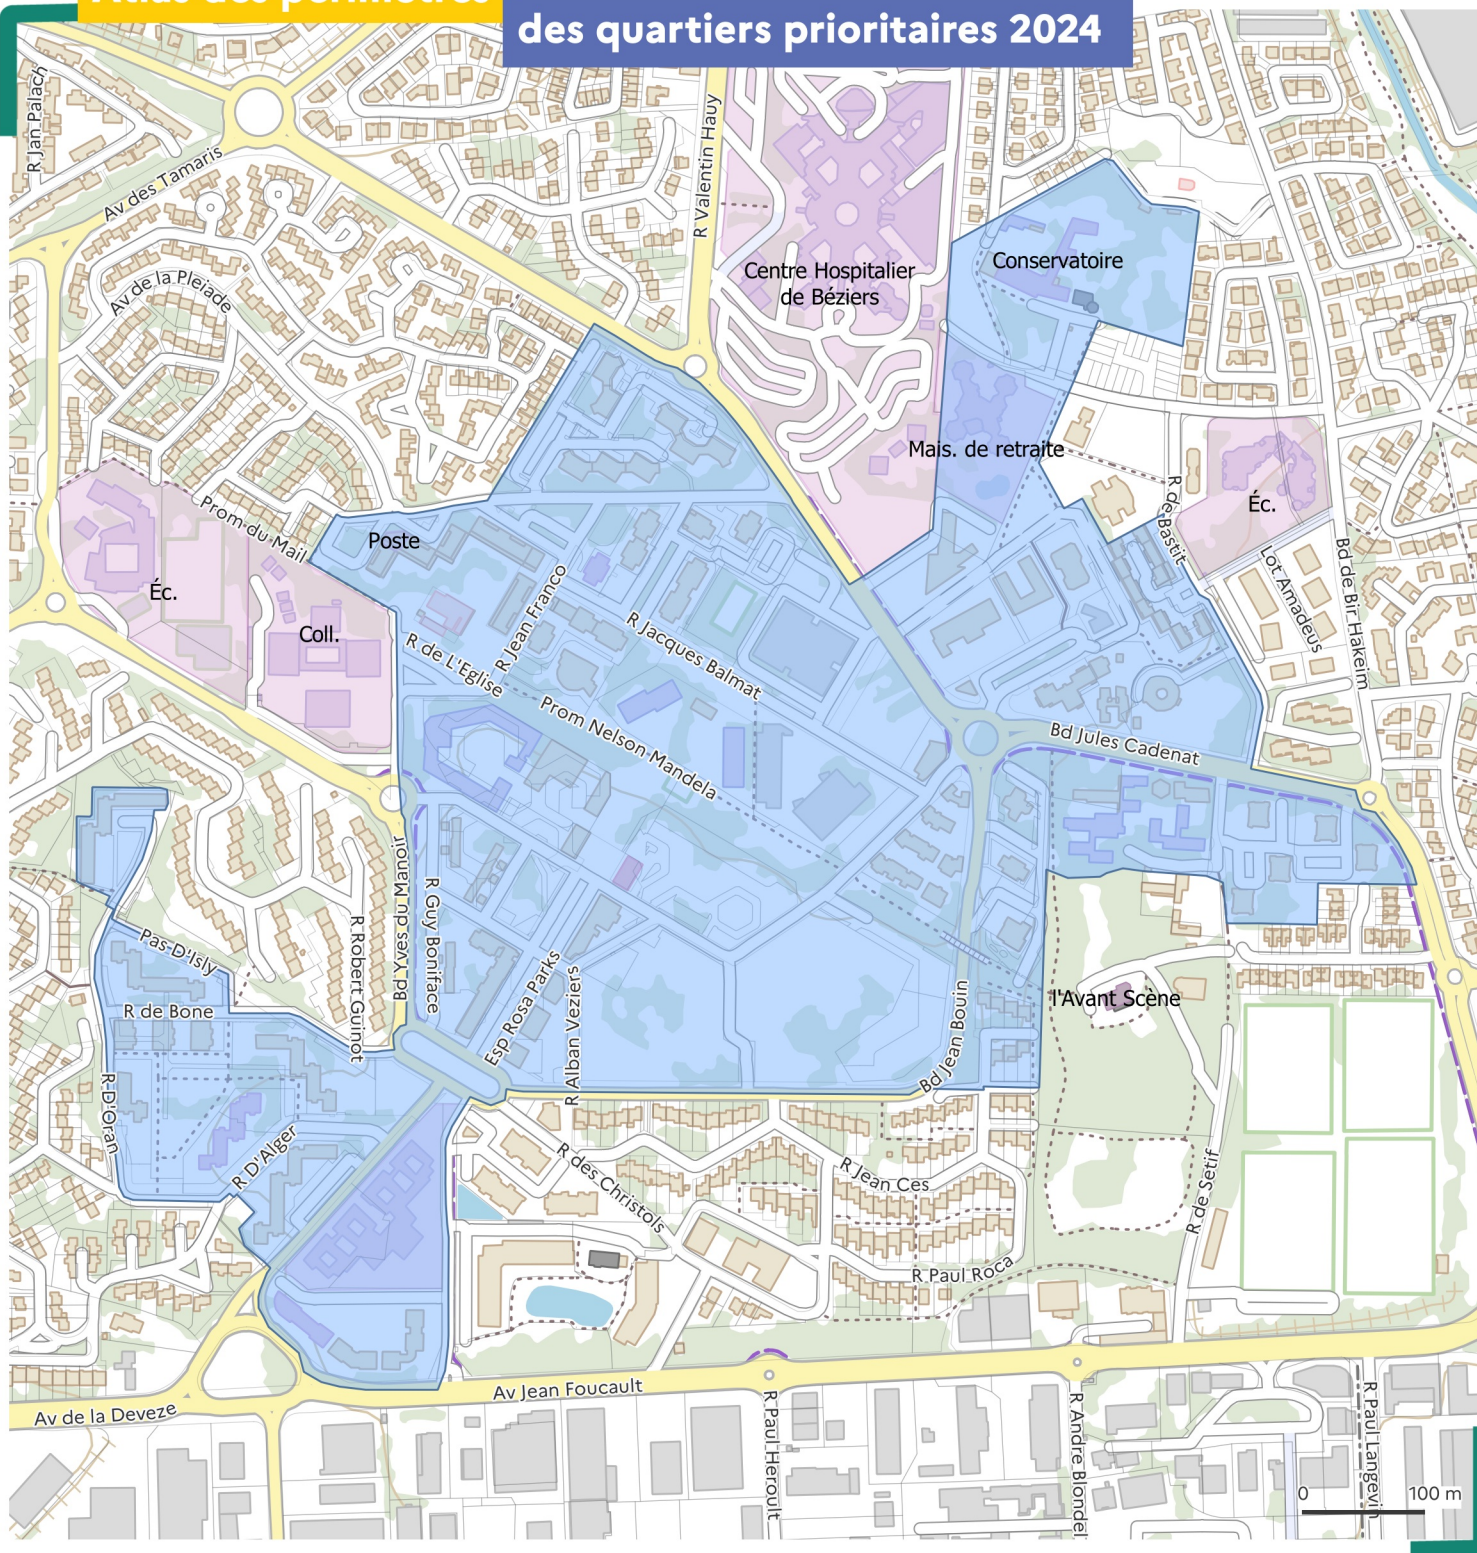 Atlas des périmètres
des quartiers prioritaires 2024
R Jan Palach
Av des Tamaris
R Valentin Hauy
Av de la Pleiade
Centre Hospitalier
de Béziers
Conservatoire
Mais. de retraite
Prom du Mail
Poste
Éc.
Coll.
R de L'Eglise
R Jean Franco
R Jacques Balmat
Prom Nelson Mandela
R de Bastit
Éc.
Lot Amadeus
Bd de Bir Hakeim
Bd Jules Cadenat
Bd Yves du Manoir
R Guy Boniface
R Robert Guinot
Pas D'Isly
R de Bone
R D'Oran
R D'Alger
Esp Rosa Parks
R Alban Veziers
Bd Jean Bouin
l'Avant Scène
R des Christols
R Jean Ces
R Paul Roca
R de Setif
Av Jean Foucault
Av de la Deveze
R Paul Heroult
R Andre Blondel
R Paul Langevin
0 100 m